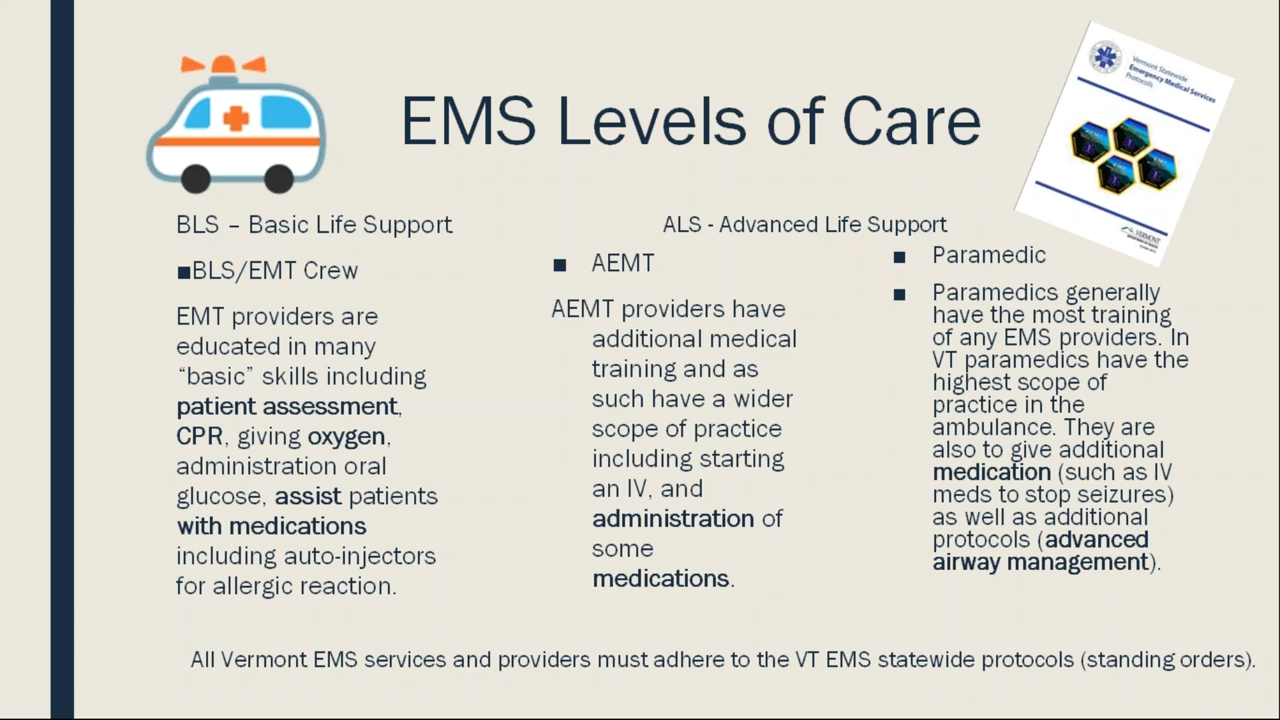 EMS Levels of Care
Vermont Statewide
Emergency Medical Services
Protocols
VERMONT
BLS – Basic Life Support
■BLS/EMT Crew
EMT providers are
educated in many
“basic” skills including
patient assessment,
CPR, giving oxygen,
administration oral
glucose, assist patients
with medications
including auto-injectors
for allergic reaction.
ALS - Advanced Life Support
■ AEMT
AEMT providers have
additional medical
training and as
such have a wider
scope of practice
including starting
an IV, and
administration of
some
medications.
■ Paramedic
■ Paramedics generally
have the most training
of any EMS providers. In
VT paramedics have the
highest scope of
practice in the
ambulance. They are
also to give additional
medication (such as IV
meds to stop seizures)
as well as additional
protocols (advanced
airway management).
All Vermont EMS services and providers must adhere to the VT EMS statewide protocols (standing orders).